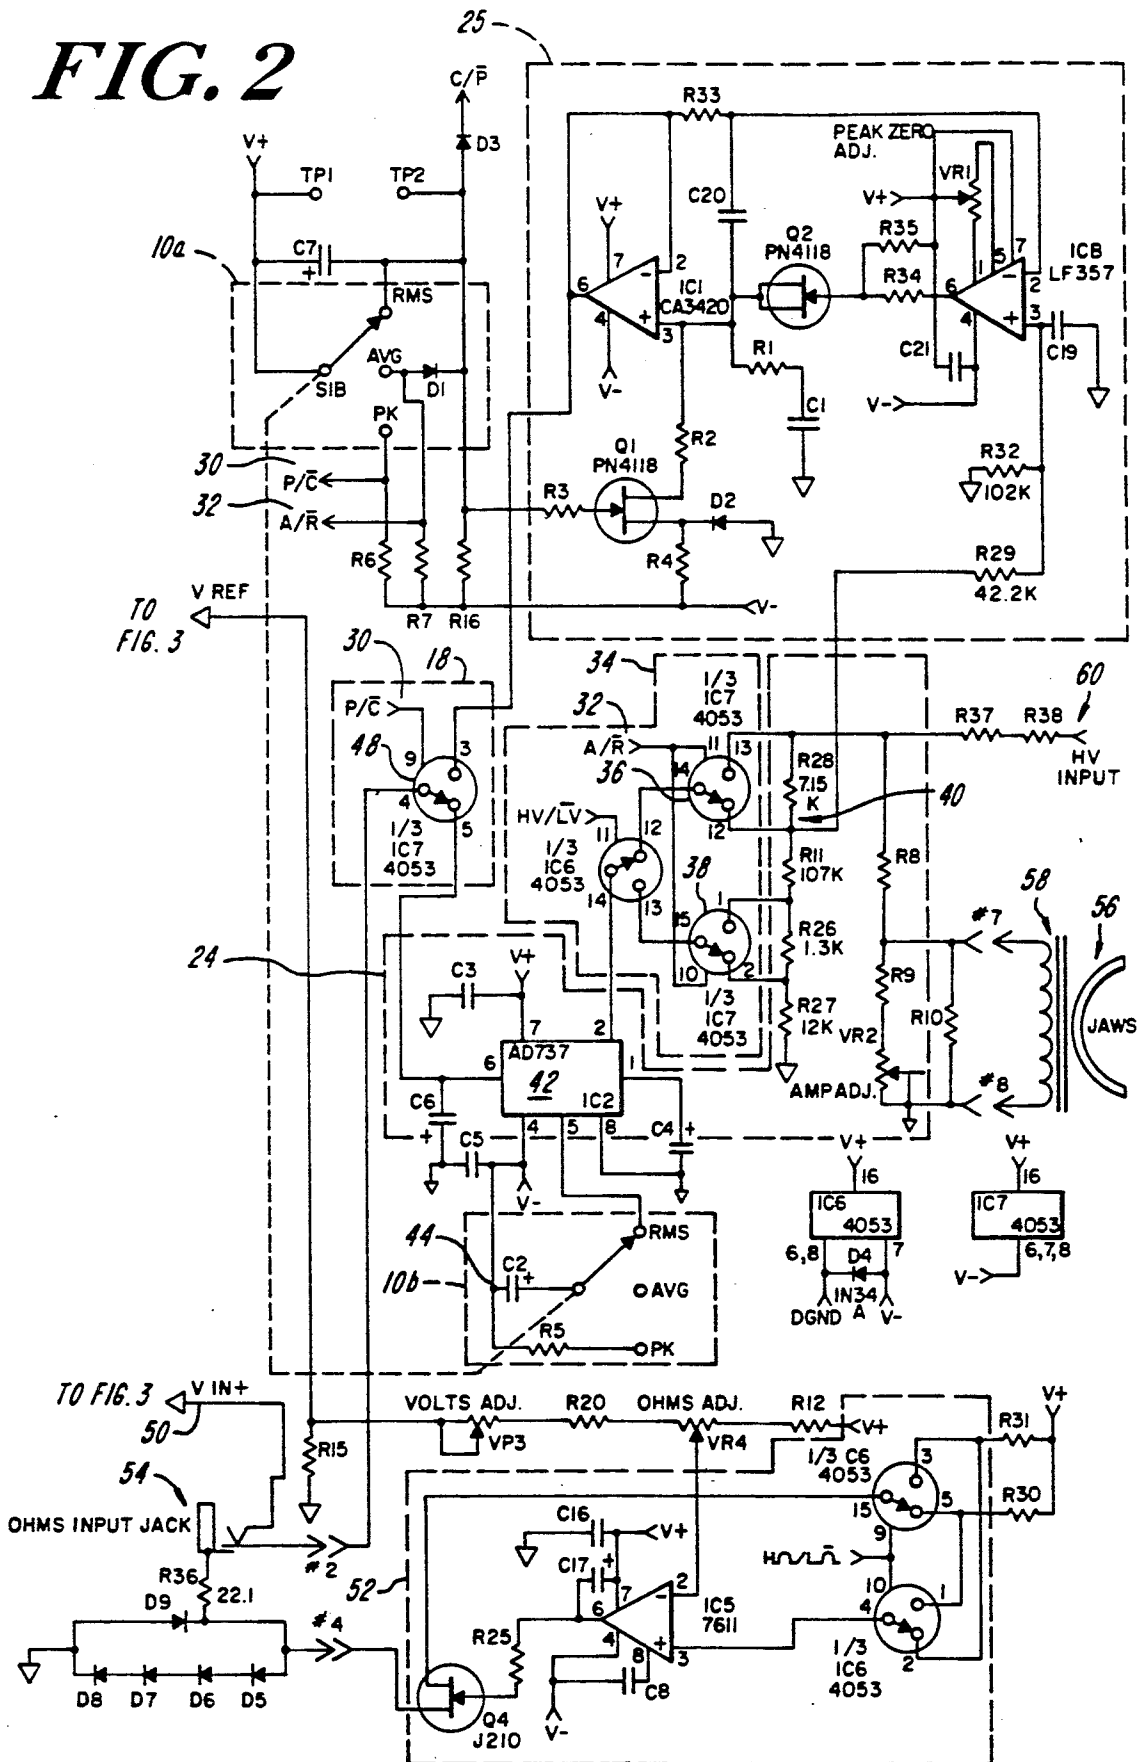 FIG. 2
25
C/P̅
D3
V+
TP1
TP2
10a
C7
+
RMS
S1B
AVG
D1
PK
30
P/C̅
32
A/R̅
R6
R7
R16
V REF
TO
FIG. 3
R33
PEAK ZERO
ADJ.
VR1
V+
C20
Q2
PN4118
R35
R34
ICB
LF357
1
5
7
-
2
+
3
6
4
C19
C21
V-
V+
7
-
2
6
IC1
CA3420
+
3
4
V-
R1
C1
R2
Q1
PN4118
R3
D2
R4
R32
102K
R29
42.2K
V-
30
18
P/C̅
48
9
3
4
5
1/3
IC7
4053
34
1/3
IC7
4053
32
A/R̅
11
13
14
36
12
HV/L̅V̅
11
12
1/3
IC6
4053
14
13
38
15
1
10
2
1/3
IC7
4053
R28
7.15
K
40
R11
107K
R26
1.3K
R27
12K
R37
R38
60
HV
INPUT
R8
R9
R10
VR2
AMP ADJ.
#7
#8
58
56
JAWS
24
C3
V+
7
2
6
AD737
42
IC2
1
4
5
8
C6
+
C5
C4
+
V-
44
10b
C2
+
RMS
AVG
R5
PK
V+
16
IC6
4053
6,8
D4
7
1N34
A
DGND
V-
V+
16
IC7
4053
6,7,8
V-
TO FIG. 3
V IN+
50
54
OHMS INPUT JACK
R15
#2
R36
22.1
D9
#4
D8
D7
D6
D5
VOLTS ADJ.
R20
OHMS ADJ.
R12
VP3
VR4
V+
1/3 C6
4053
3
15
5
9
R31
V+
R30
10
4
1
2
1/3
IC6
4053
52
C16
V+
C17
+
7
-
2
6
IC5
7611
+
3
4
8
R25
C8
Q4
J210
V-